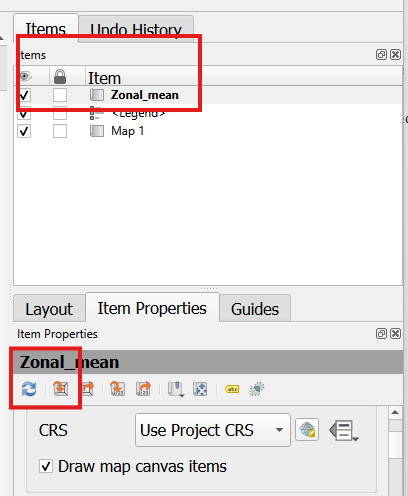 Items
Undo History
Items
Item
Zonal_mean
<Legend>
Map 1
Layout
Item Properties
Guides
Item Properties
Zonal_mean
abc
CRS
Use Project CRS
Draw map canvas items